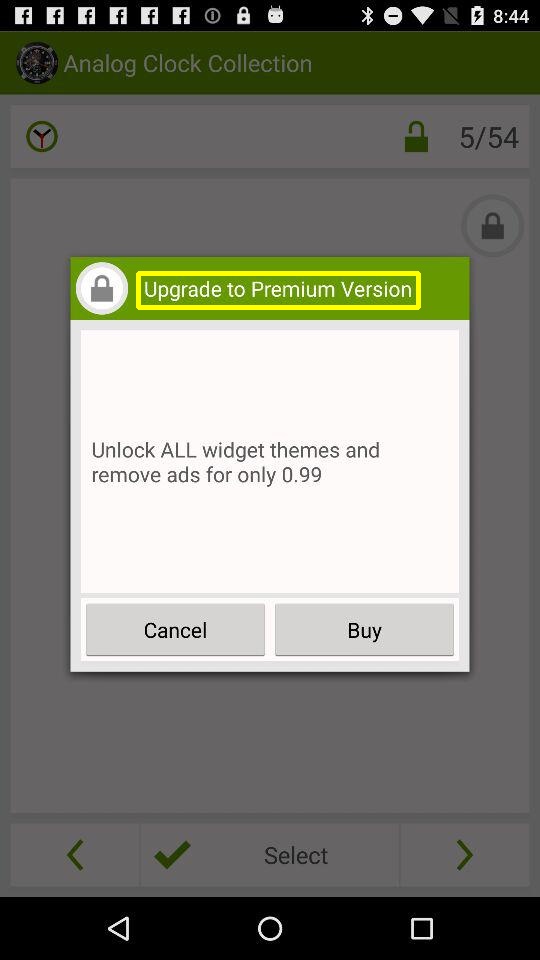 8:44
Analog Clock Collection
5/54
Upgrade to Premium Version
Unlock ALL widget themes and
remove ads for only 0.99
Cancel
Buy
Select